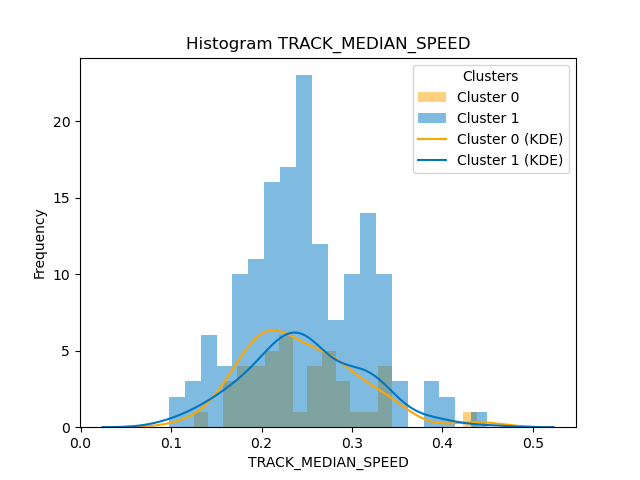 Histogram TRACK_MEDIAN_SPEED
Clusters
Cluster 0
Cluster 1
Cluster 0 (KDE)
Cluster 1 (KDE)
Frequency
20
15
10
5
0
0.0 0.1 0.2 0.3 0.4 0.5
TRACK_MEDIAN_SPEED